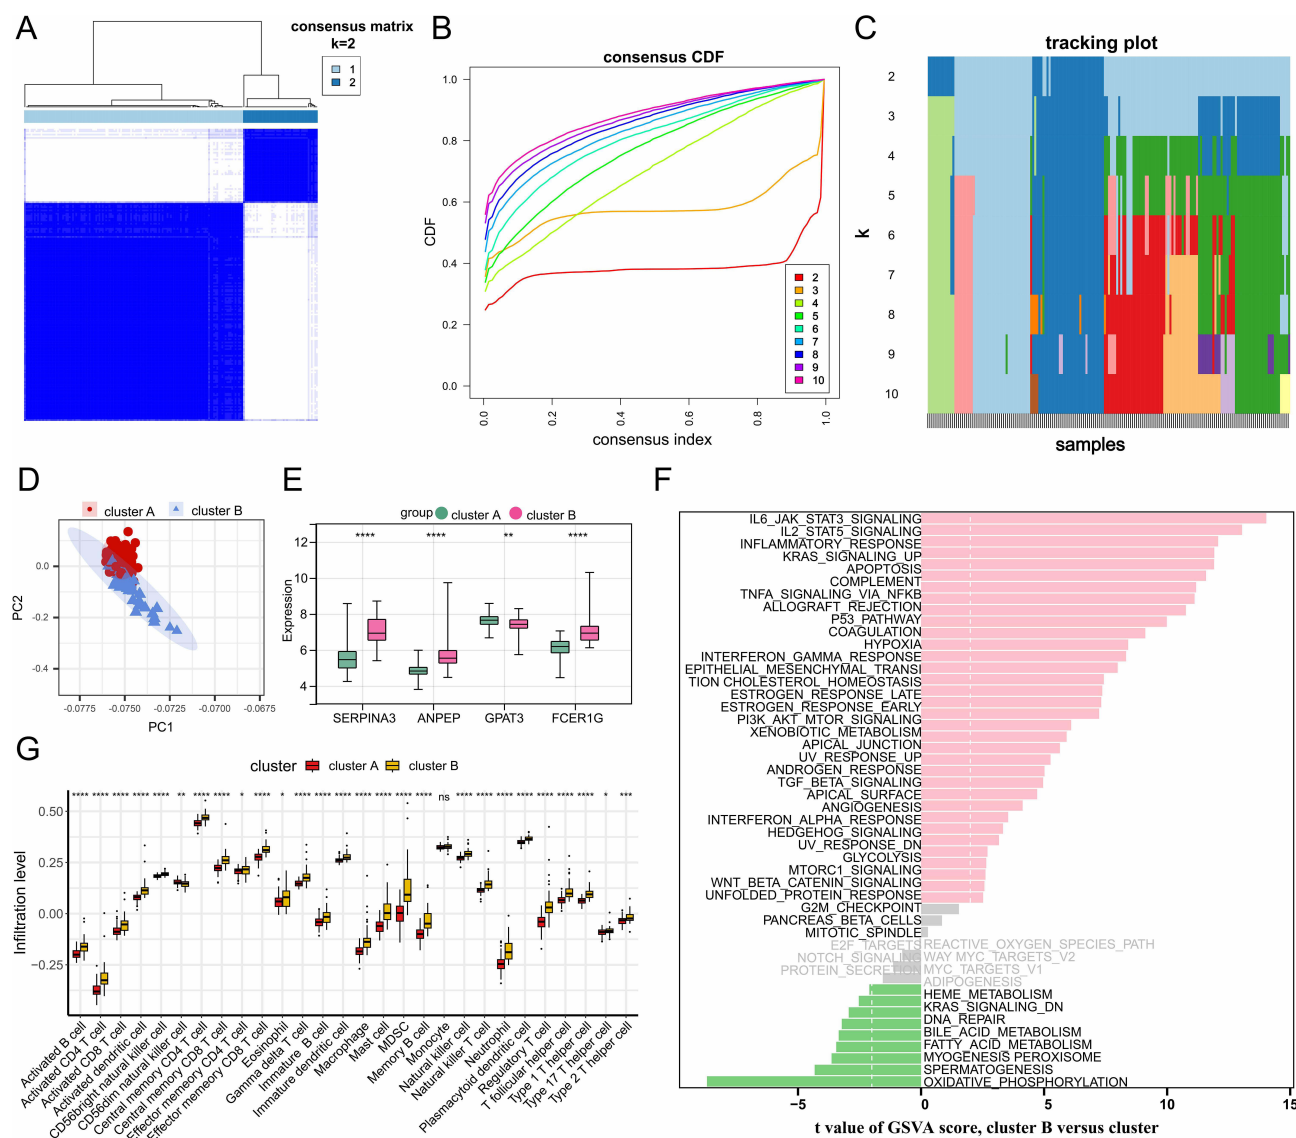 A
consensus matrix
k=2
1
2
B
consensus CDF
1.0
0.8
0.6
0.4
0.2
0.0
CDF
0.0
0.2
0.4
0.6
0.8
1.0
consensus index
2
3
4
5
6
7
8
9
10
C
tracking plot
2
3
4
5
6
7
8
9
10
k
samples
D
cluster A
cluster B
0.0
-0.2
-0.4
PC2
-0.0775
-0.0750
-0.0725
-0.0700
-0.0675
PC1
E
group
cluster A
cluster B
**** **** ** ****
12
10
8
6
4
Expression
SERPINA3
ANPEP
GPAT3
FCER1G
F
IL6_JAK_STAT3_SIGNALING
IL2_STAT5_SIGNALING
INFLAMMATORY_RESPONSE
KRAS_SIGNALING_UP
APOPTOSIS
COMPLEMENT
TNFA_SIGNALING_VIA_NFKB
ALLOGRAFT_REJECTION
P53_PATHWAY
COAGULATION
HYPOXIA
INTERFERON_GAMMA_RESPONSE
EPITHELIAL_MESENCHYMAL_TRANSI
TION CHOLESTEROL_HOMEOSTASIS
ESTROGEN_RESPONSE_LATE
ESTROGEN_RESPONSE_EARLY
PI3K_AKT_MTOR_SIGNALING
XENOBIOTIC_METABOLISM
APICAL_JUNCTION
UV_RESPONSE_UP
ANDROGEN_RESPONSE
TGF_BETA_SIGNALING
APICAL_SURFACE
ANGIOGENESIS
INTERFERON_ALPHA_RESPONSE
HEDGEHOG_SIGNALING
UV_RESPONSE_DN
GLYCOLYSIS
MTORC1_SIGNALING
WNT_BETA_CATENIN_SIGNALING
UNFOLDED_PROTEIN_RESPONSE
G2M_CHECKPOINT
PANCREAS_BETA_CELLS
MITOTIC_SPINDLE
E2F_TARGETS REACTIVE_OXYGEN_SPECIES_PATH
NOTCH_SIGNALING WAY MYC_TARGETS_V2
PROTEIN_SECRETION MYC_TARGETS_V1
ADIPOGENESIS
HEME_METABOLISM
KRAS_SIGNALING_DN
DNA_REPAIR
BILE_ACID_METABOLISM
FATTY_ACID_METABOLISM
MYOGENESIS PEROXISOME
SPERMATOGENESIS
OXIDATIVE_PHOSPHORYLATION
−5
0
5
10
15
t value of GSVA score, cluster B versus cluster
G
cluster
cluster A
cluster B
**** **** **** **** **** ** **** **** * **** * **** **** **** **** **** **** **** ns **** **** **** **** **** **** **** * ***
0.50
0.25
0.00
−0.25
Infiltration level
Activated B cell
Activated CD4 T cell
Activated CD8 T cell
Activated dendritic cell
CD56bright natural killer cell
CD56dim natural killer cell
Central memory CD4 T cell
Central memory CD8 T cell
Effector memory CD4 T cell
Effector memory CD8 T cell
Eosinophil
Gamma delta T cell
Immature B cell
Immature dendritic cell
Macrophage
Mast cell
MDSC
Memory B cell
Monocyte
Natural killer cell
Natural killer T cell
Neutrophil
Plasmacytoid dendritic cell
Regulatory T cell
T follicular helper cell
Type 1 T helper cell
Type 17 T helper cell
Type 2 T helper cell